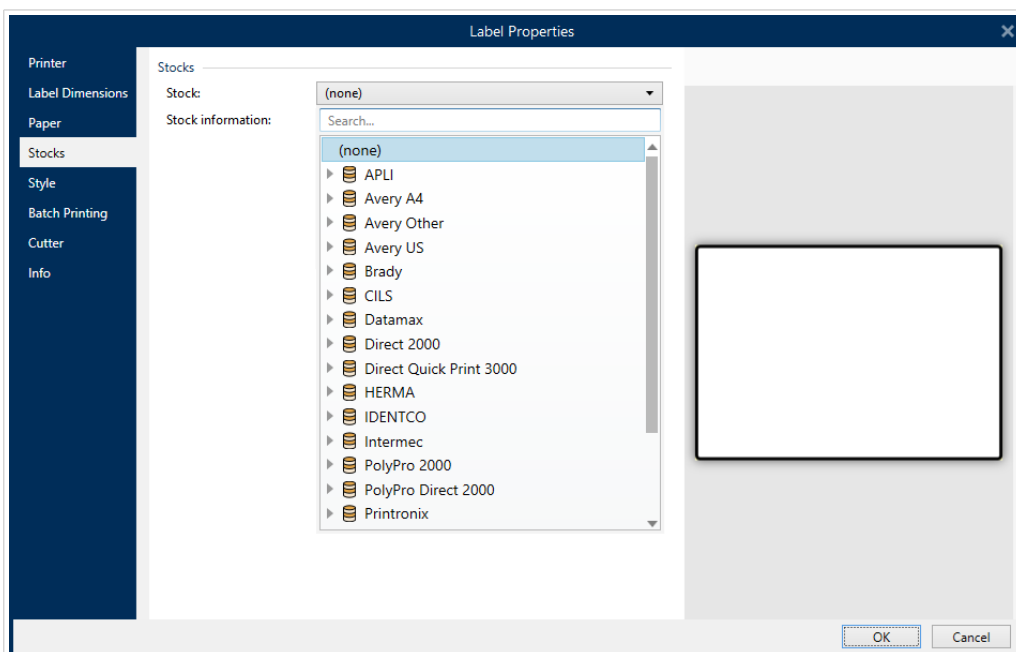 Label Properties
Printer
Label Dimensions
Paper
Stocks
Style
Batch Printing
Cutter
Info
Stocks
Stock: (none)
Stock information: Search...
(none)
APLI
Avery A4
Avery Other
Avery US
Brady
CILS
Datamax
Direct 2000
Direct Quick Print 3000
HERMA
IDENTCO
Intermec
PolyPro 2000
PolyPro Direct 2000
Printronix
OK Cancel